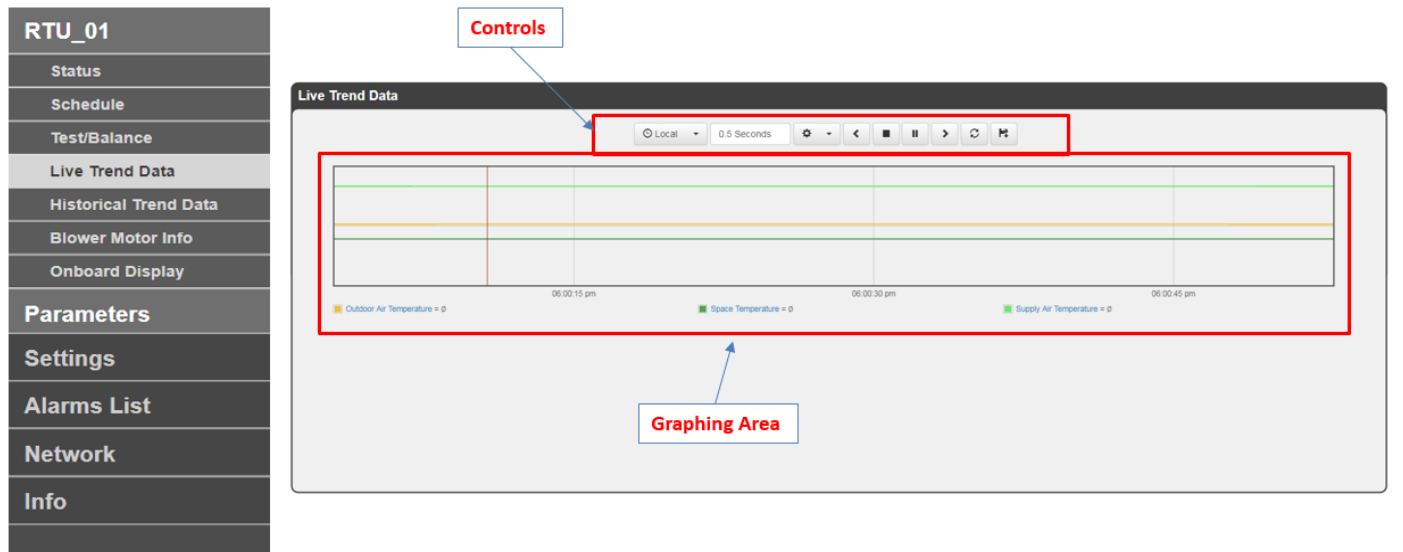 RTU_01
Status
Schedule
Test/Balance
Live Trend Data
Historical Trend Data
Blower Motor Info
Onboard Display
Parameters
Settings
Alarms List
Network
Info
Controls
Live Trend Data
Local 0.5 Seconds
06:00:15 pm 06:00:30 pm 06:00:45 pm
Outdoor Air Temperature = Ø Space Temperature = Ø Supply Air Temperature = Ø
Graphing Area